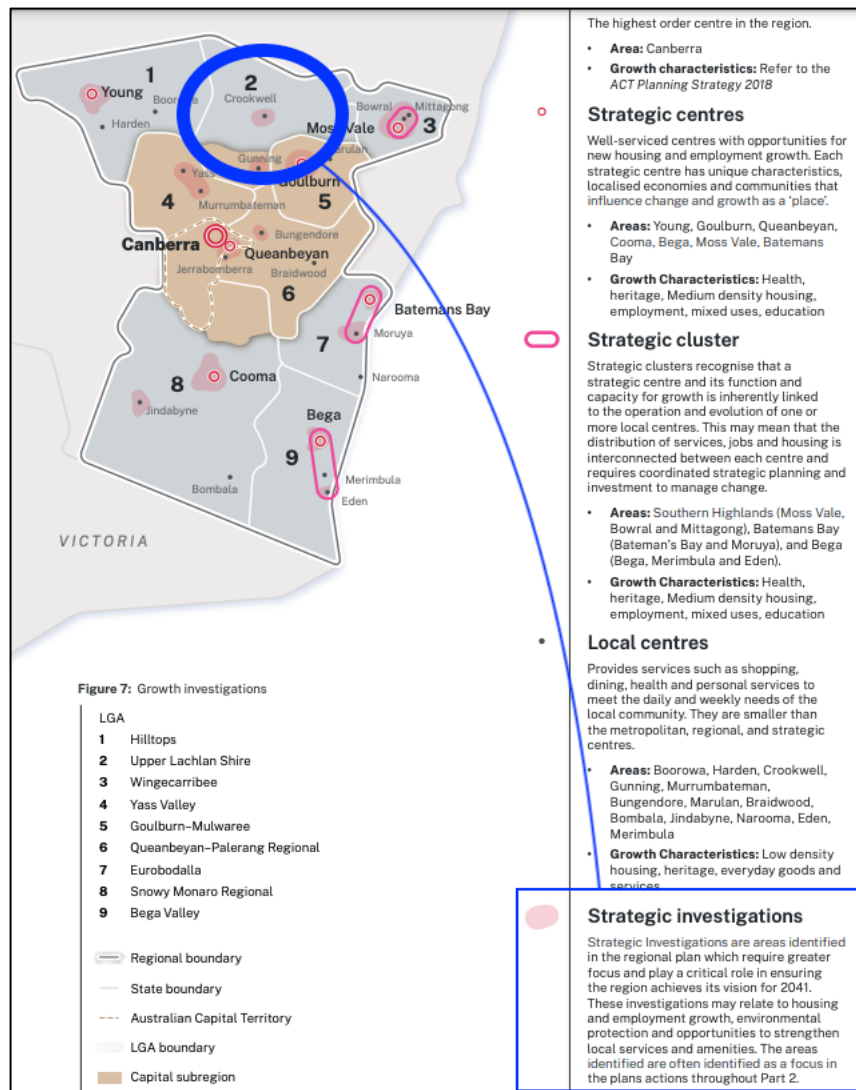 1
Young
Boorowa
Harden
2
Crookwell
Bowral
Mittagong
Moss Vale
3
Marulan
Gunning
Goulburn
Yass
4
5
Murrumbateman
Canberra
Bungendore
Queanbeyan
Jerrabomberra
Braidwood
6
Batemans Bay
7
Moruya
8
Cooma
Narooma
Jindabyne
Bega
9
Merimbula
Bombala
Eden
VICTORIA
Figure 7: Growth investigations
LGA
1 Hilltops
2 Upper Lachlan Shire
3 Wingecarribee
4 Yass Valley
5 Goulburn–Mulwaree
6 Queanbeyan–Palerang Regional
7 Eurobodalla
8 Snowy Monaro Regional
9 Bega Valley
Regional boundary
State boundary
Australian Capital Territory
LGA boundary
Capital subregion
The highest order centre in the region.
• Area: Canberra
• Growth characteristics: Refer to the
ACT Planning Strategy 2018
Strategic centres
Well-serviced centres with opportunities for
new housing and employment growth. Each
strategic centre has unique characteristics,
localised economies and communities that
influence change and growth as a ‘place’.
• Areas: Young, Goulburn, Queanbeyan,
Cooma, Bega, Moss Vale, Batemans
Bay
• Growth Characteristics: Health,
heritage, Medium density housing,
employment, mixed uses, education
Strategic cluster
Strategic clusters recognise that a
strategic centre and its function and
capacity for growth is inherently linked
to the operation and evolution of one or
more local centres. This may mean that the
distribution of services, jobs and housing is
interconnected between each centre and
requires coordinated strategic planning and
investment to manage change.
• Areas: Southern Highlands (Moss Vale,
Bowral and Mittagong), Batemans Bay
(Bateman's Bay and Moruya), and Bega
(Bega, Merimbula and Eden).
• Growth Characteristics: Health,
heritage, Medium density housing,
employment, mixed uses, education
Local centres
Provides services such as shopping,
dining, health and personal services to
meet the daily and weekly needs of the
local community. They are smaller than
the metropolitan, regional, and strategic
centres.
• Areas: Boorowa, Harden, Crookwell,
Gunning, Murrumbateman,
Bungendore, Marulan, Braidwood,
Bombala, Jindabyne, Narooma, Eden,
Merimbula
• Growth Characteristics: Low density
housing, heritage, everyday goods and
services
Strategic investigations
Strategic Investigations are areas identified
in the regional plan which require greater
focus and play a critical role in ensuring
the region achieves its vision for 2041.
These investigations may relate to housing
and employment growth, environmental
protection and opportunities to strengthen
local services and amenities. The areas
identified are often identified as a focus in
the plans actions throughout Part 2.